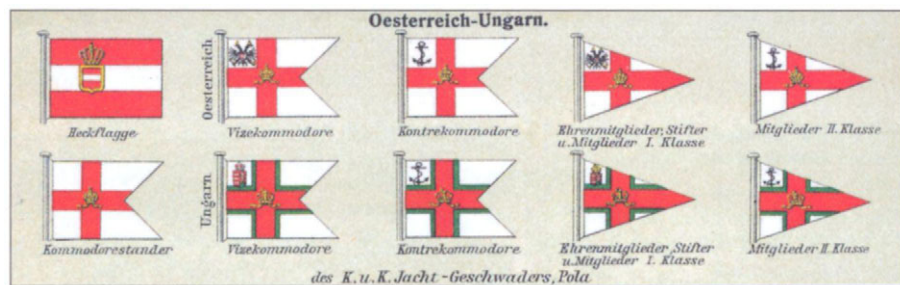 Oesterreich-Ungarn.
Oesterreich
Heckflagge
Vizekommodore
Kontrekommodore
Ehrenmitglieder, Stifter
u. Mitglieder I. Klasse
Mitglieder II. Klasse
Ungarn
Kommodorestander
Vizekommodore
Kontrekommodore
Ehrenmitglieder, Stifter
u. Mitglieder I. Klasse
Mitglieder II. Klasse
des K. u. K. Jacht-Geschwaders, Pola